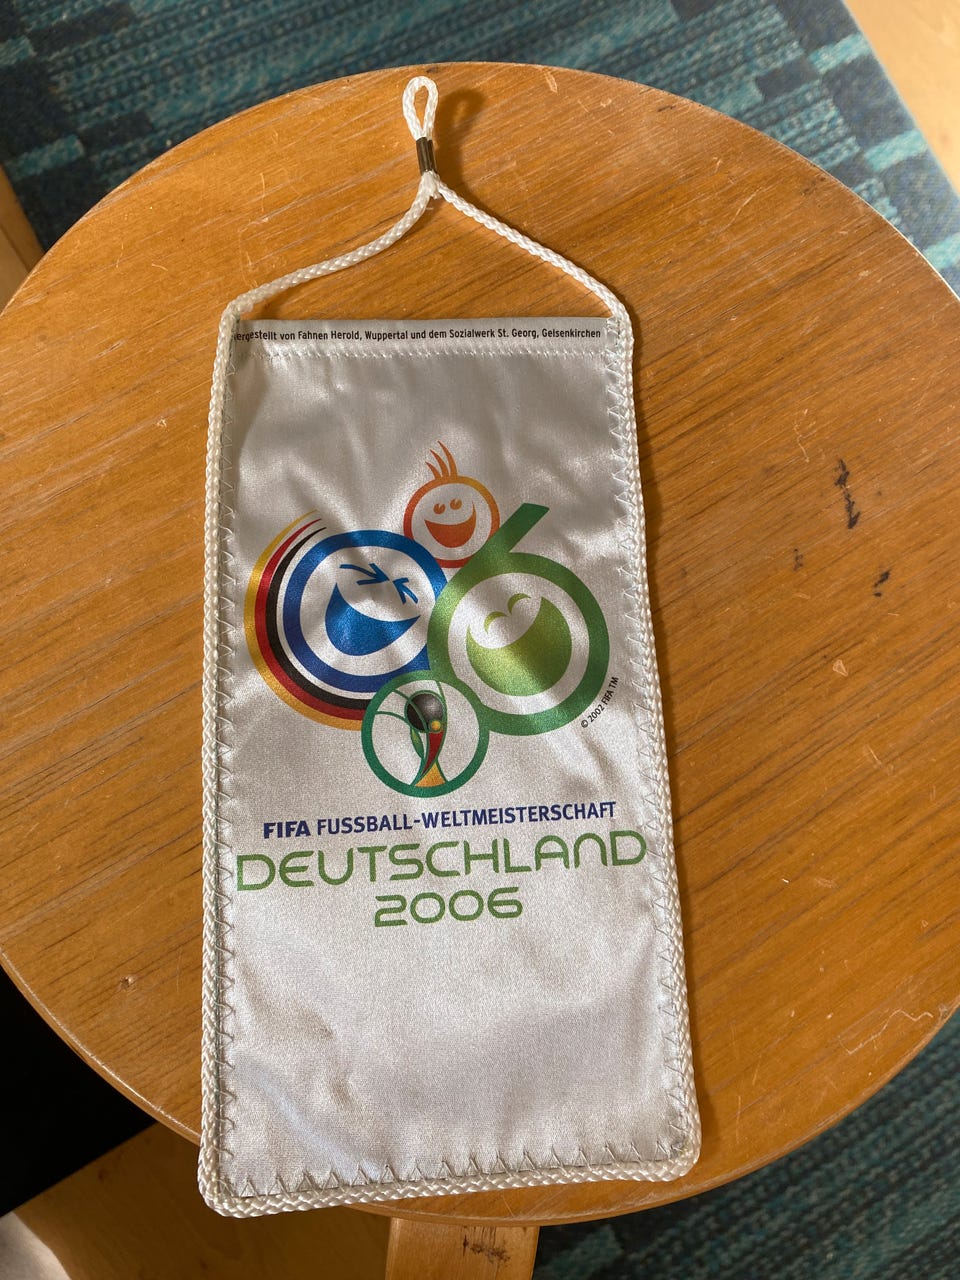 Hergestellt von Fahnen Herold, Wuppertal und dem Sozialwerk St. Georg, Gelsenkirchen
© 2002 FIFA TM
FIFA FUSSBALL-WELTMEISTERSCHAFT
DEUTSCHLAND
2006